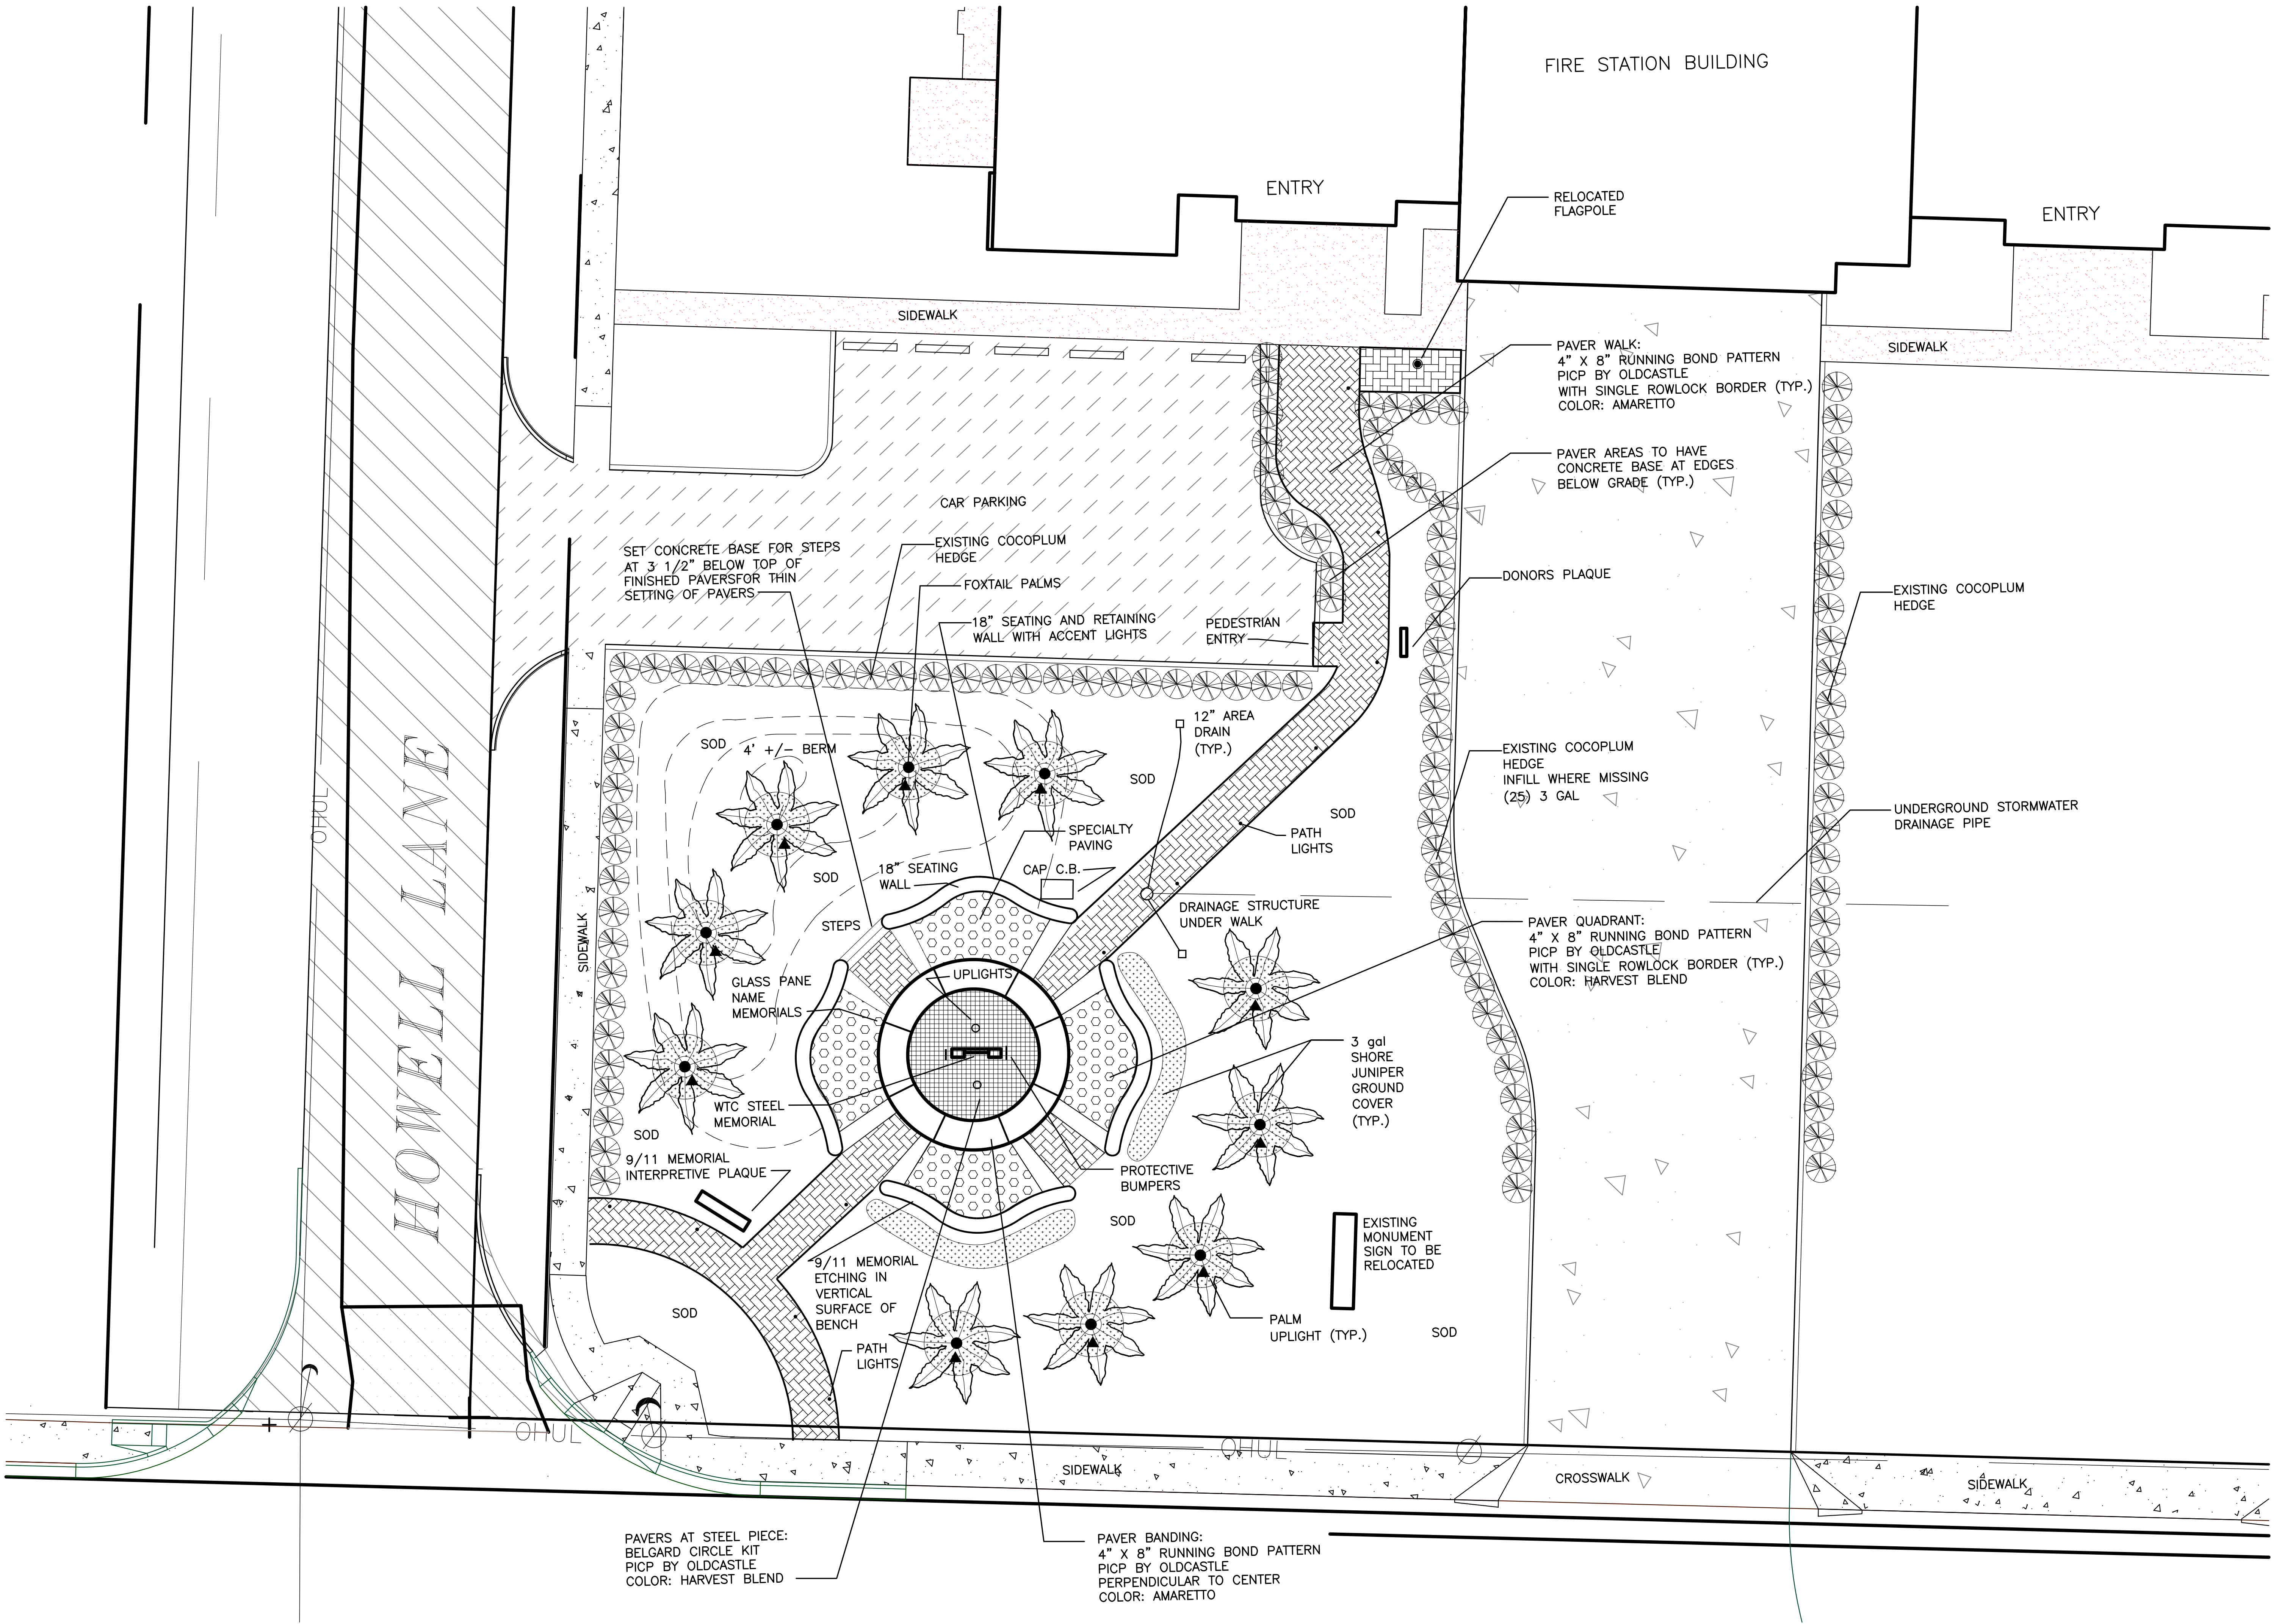 FIRE STATION BUILDING
ENTRY
RELOCATED
FLAGPOLE
ENTRY
SIDEWALK
PAVER WALK:
4" X 8" RUNNING BOND PATTERN
PICP BY OLDCASTLE
WITH SINGLE ROWLOCK BORDER (TYP.)
COLOR: AMARETTO
SIDEWALK
PAVER AREAS TO HAVE
CONCRETE BASE AT EDGES
BELOW GRADE (TYP.)
CAR PARKING
SET CONCRETE BASE FOR STEPS
AT 3 1/2" BELOW TOP OF
FINISHED PAVERSFOR THIN
SETTING OF PAVERS
EXISTING COCOPLUM
HEDGE
FOXTAIL PALMS
18" SEATING AND RETAINING
WALL WITH ACCENT LIGHTS
PEDESTRIAN
ENTRY
DONORS PLAQUE
EXISTING COCOPLUM
HEDGE
12" AREA
DRAIN
(TYP.)
SOD
4' +/- BERM
SOD
EXISTING COCOPLUM
HEDGE
INFILL WHERE MISSING
(25) 3 GAL
UNDERGROUND STORMWATER
DRAINAGE PIPE
OHUL
HOWELL LANE
SOD
SPECIALTY
PAVING
PATH
LIGHTS
18" SEATING
WALL
CAP C.B.
SOD
STEPS
DRAINAGE STRUCTURE
UNDER WALK
SIDEWALK
PAVER QUADRANT:
4" X 8" RUNNING BOND PATTERN
PICP BY OLDCASTLE
WITH SINGLE ROWLOCK BORDER (TYP.)
COLOR: HARVEST BLEND
UPLIGHTS
GLASS PANE
NAME
MEMORIALS
3 gal
SHORE
JUNIPER
GROUND
COVER
(TYP.)
WTC STEEL
MEMORIAL
SOD
9/11 MEMORIAL
INTERPRETIVE PLAQUE
PROTECTIVE
BUMPERS
SOD
EXISTING
MONUMENT
SIGN TO BE
RELOCATED
9/11 MEMORIAL
ETCHING IN
VERTICAL
SURFACE OF
BENCH
SOD
PALM
UPLIGHT (TYP.)
SOD
PATH
LIGHTS
OHUL
OHUL
SIDEWALK
CROSSWALK
SIDEWALK
PAVERS AT STEEL PIECE:
BELGARD CIRCLE KIT
PICP BY OLDCASTLE
COLOR: HARVEST BLEND
PAVER BANDING:
4" X 8" RUNNING BOND PATTERN
PICP BY OLDCASTLE
PERPENDICULAR TO CENTER
COLOR: AMARETTO